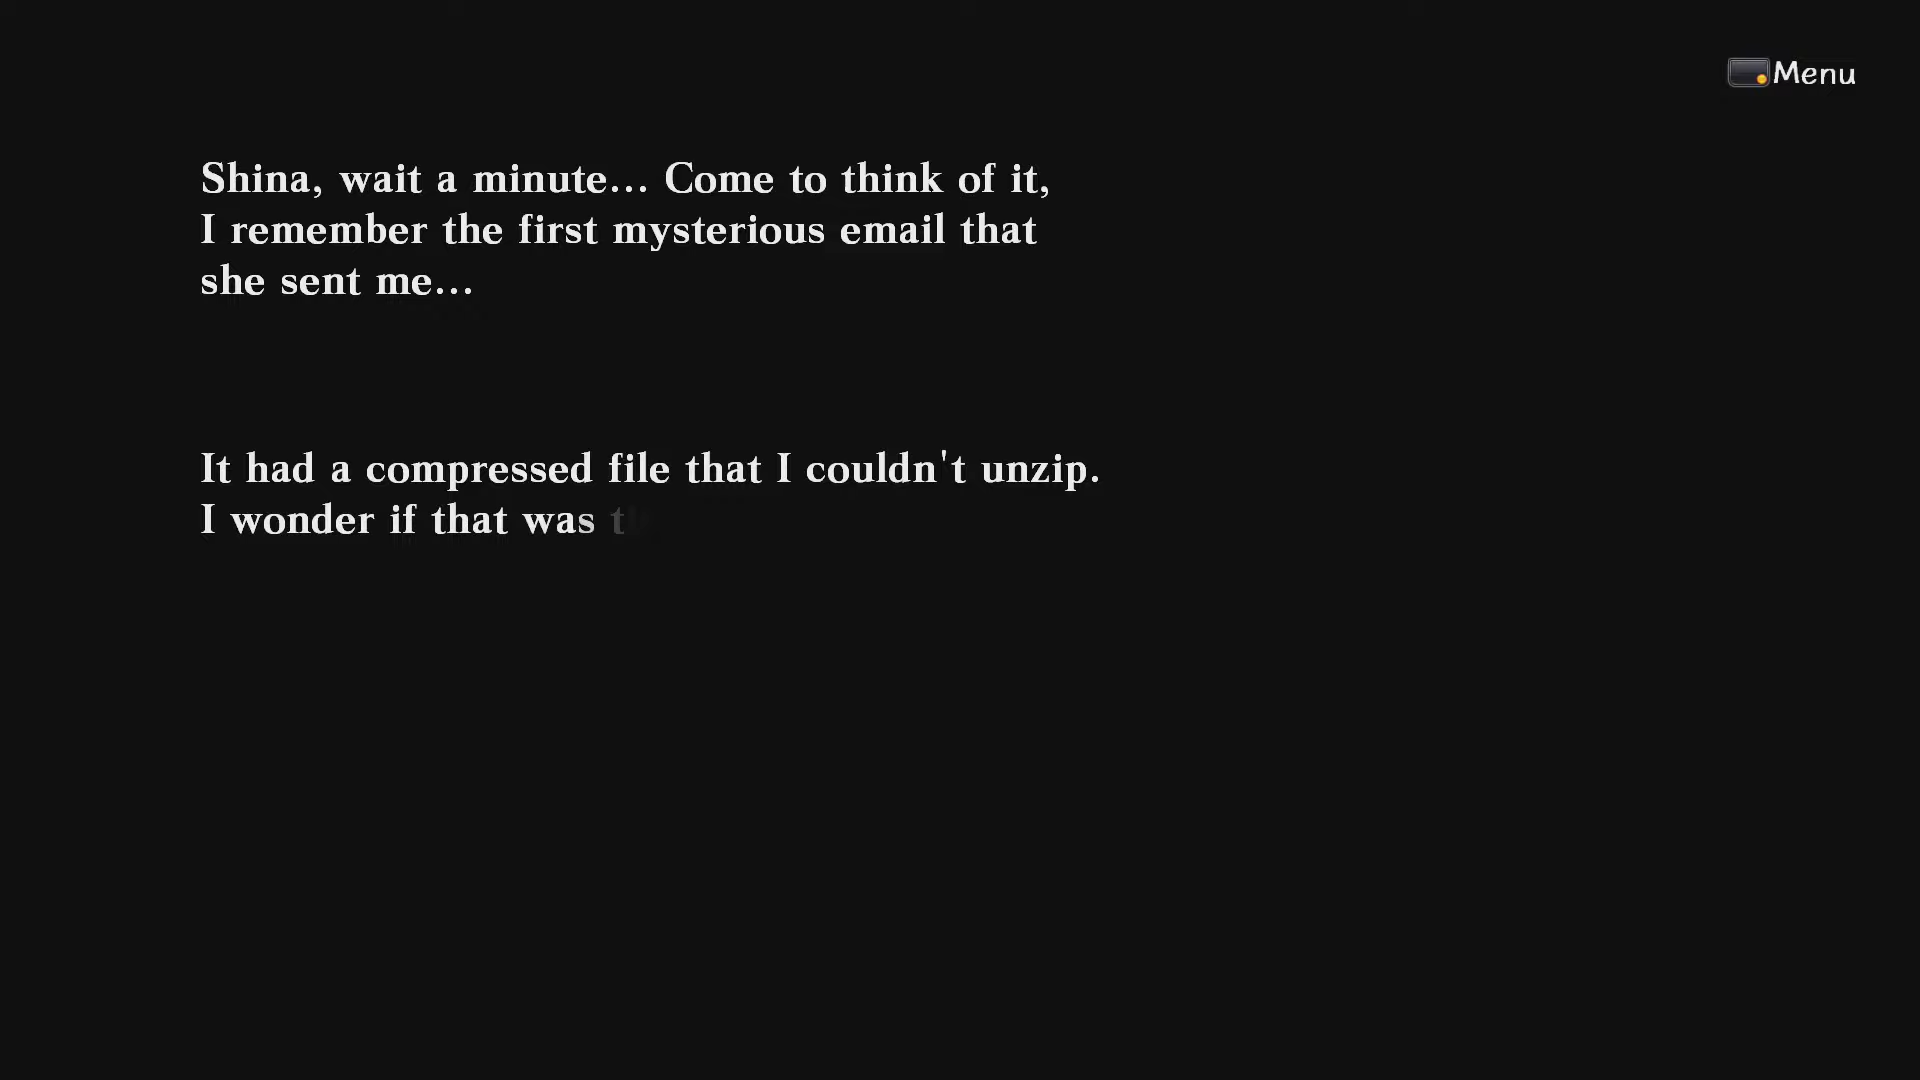 Menu
Shina, wait a minute... Come to think of it,
I remember the first mysterious email that
she sent me...
It had a compressed file that I couldn't unzip.
I wonder if that was